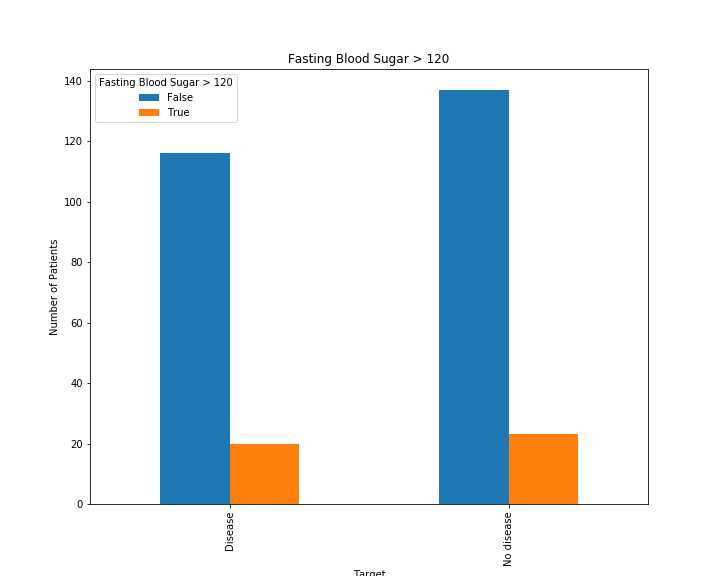 Fasting Blood Sugar > 120
Fasting Blood Sugar > 120
False
True
140
120
100
80
60
40
20
0
Number of Patients
Disease
No disease
Target